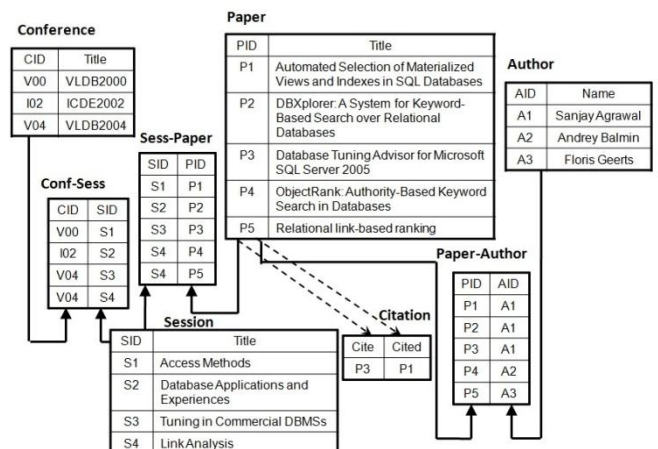 Conference
CID Title
V00 VLDB2000
I02 ICDE2002
V04 VLDB2004
Paper
PID Title
P1 Automated Selection of Materialized
Views and Indexes in SQL Databases
P2 DBXplorer: A System for Keyword-
Based Search over Relational
Databases
P3 Database Tuning Advisor for Microsoft
SQL Server 2005
P4 ObjectRank: Authority-Based Keyword
Search in Databases
P5 Relational link-based ranking
Author
AID Name
A1 Sanjay Agrawal
A2 Andrey Balmin
A3 Floris Geerts
Sess-Paper
SID PID
S1 P1
S2 P2
S3 P3
S4 P4
S4 P5
Conf-Sess
CID SID
V00 S1
I02 S2
V04 S3
V04 S4
Paper-Author
PID AID
P1 A1
P2 A1
P3 A1
P4 A2
P5 A3
Citation
Cite Cited
P3 P1
Session
SID Title
S1 Access Methods
S2 Database Applications and
Experiences
S3 Tuning in Commercial DBMSs
S4 Link Analysis